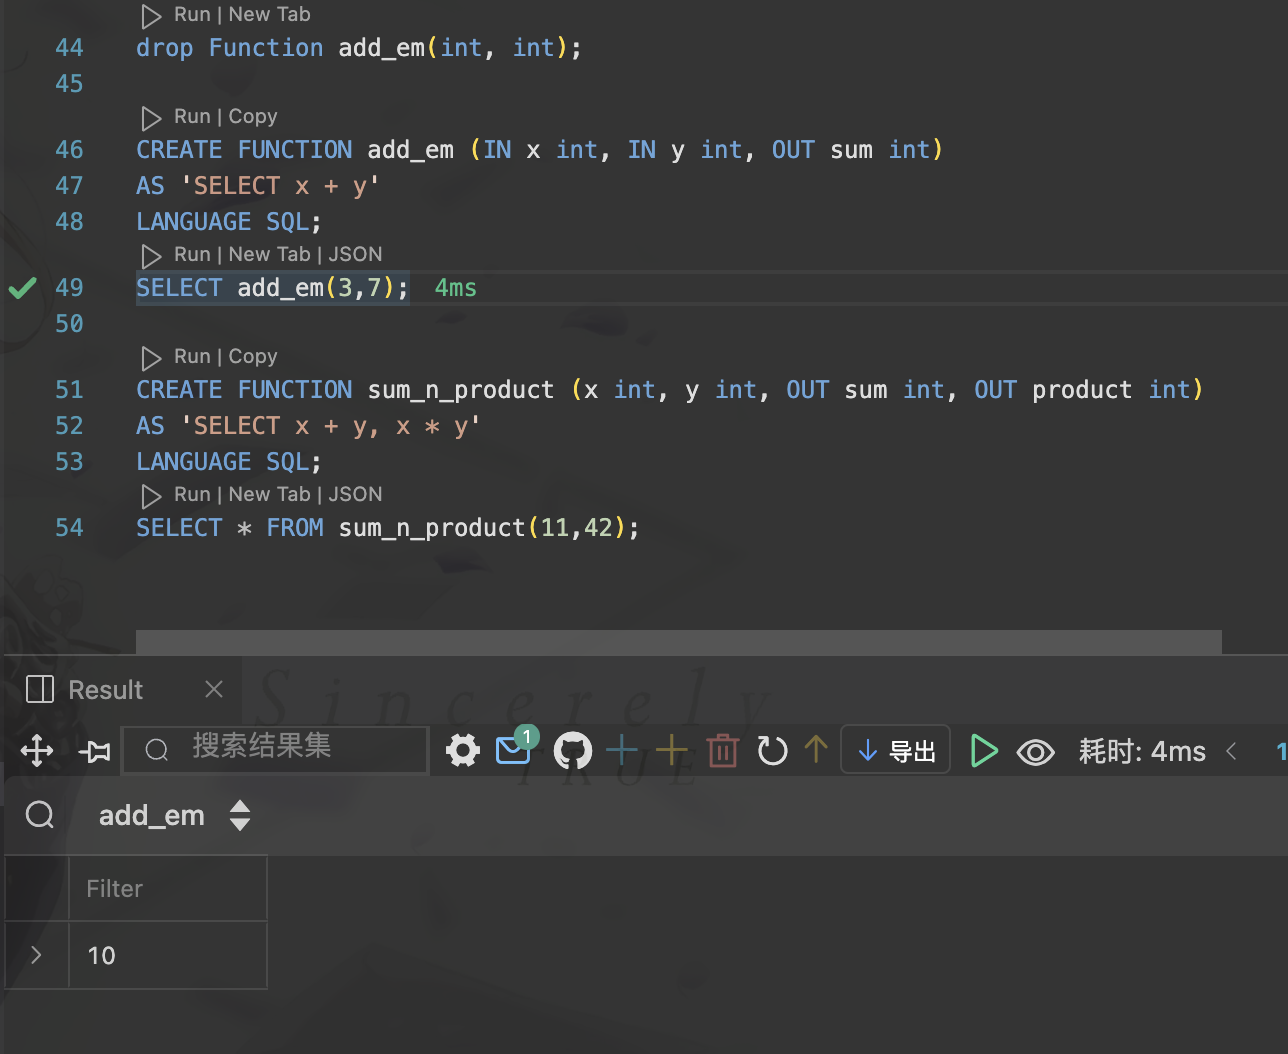 Run | New Tab
44 drop Function add_em(int, int);
45
Run | Copy
46 CREATE FUNCTION add_em (IN x int, IN y int, OUT sum int)
47 AS 'SELECT x + y'
48 LANGUAGE SQL;
Run | New Tab | JSON
49 SELECT add_em(3,7); 4ms
50
Run | Copy
51 CREATE FUNCTION sum_n_product (x int, y int, OUT sum int, OUT product int)
52 AS 'SELECT x + y, x * y'
53 LANGUAGE SQL;
Run | New Tab | JSON
54 SELECT * FROM sum_n_product(11,42);
Result
Sincerely
TRUE
搜索结果集 1 导出 耗时: 4ms 1
add_em
Filter
10